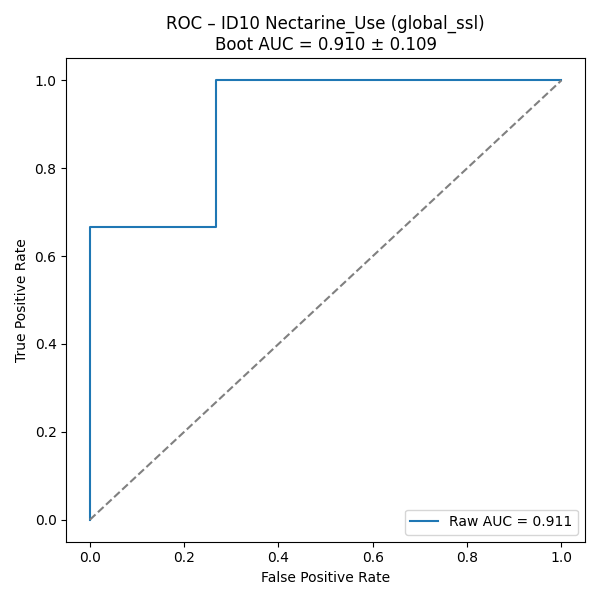 ROC – ID10 Nectarine_Use (global_ssl)
Boot AUC = 0.910 ± 0.109
True Positive Rate
1.0
0.8
0.6
0.4
0.2
0.0
Raw AUC = 0.911
0.0 0.2 0.4 0.6 0.8 1.0
False Positive Rate